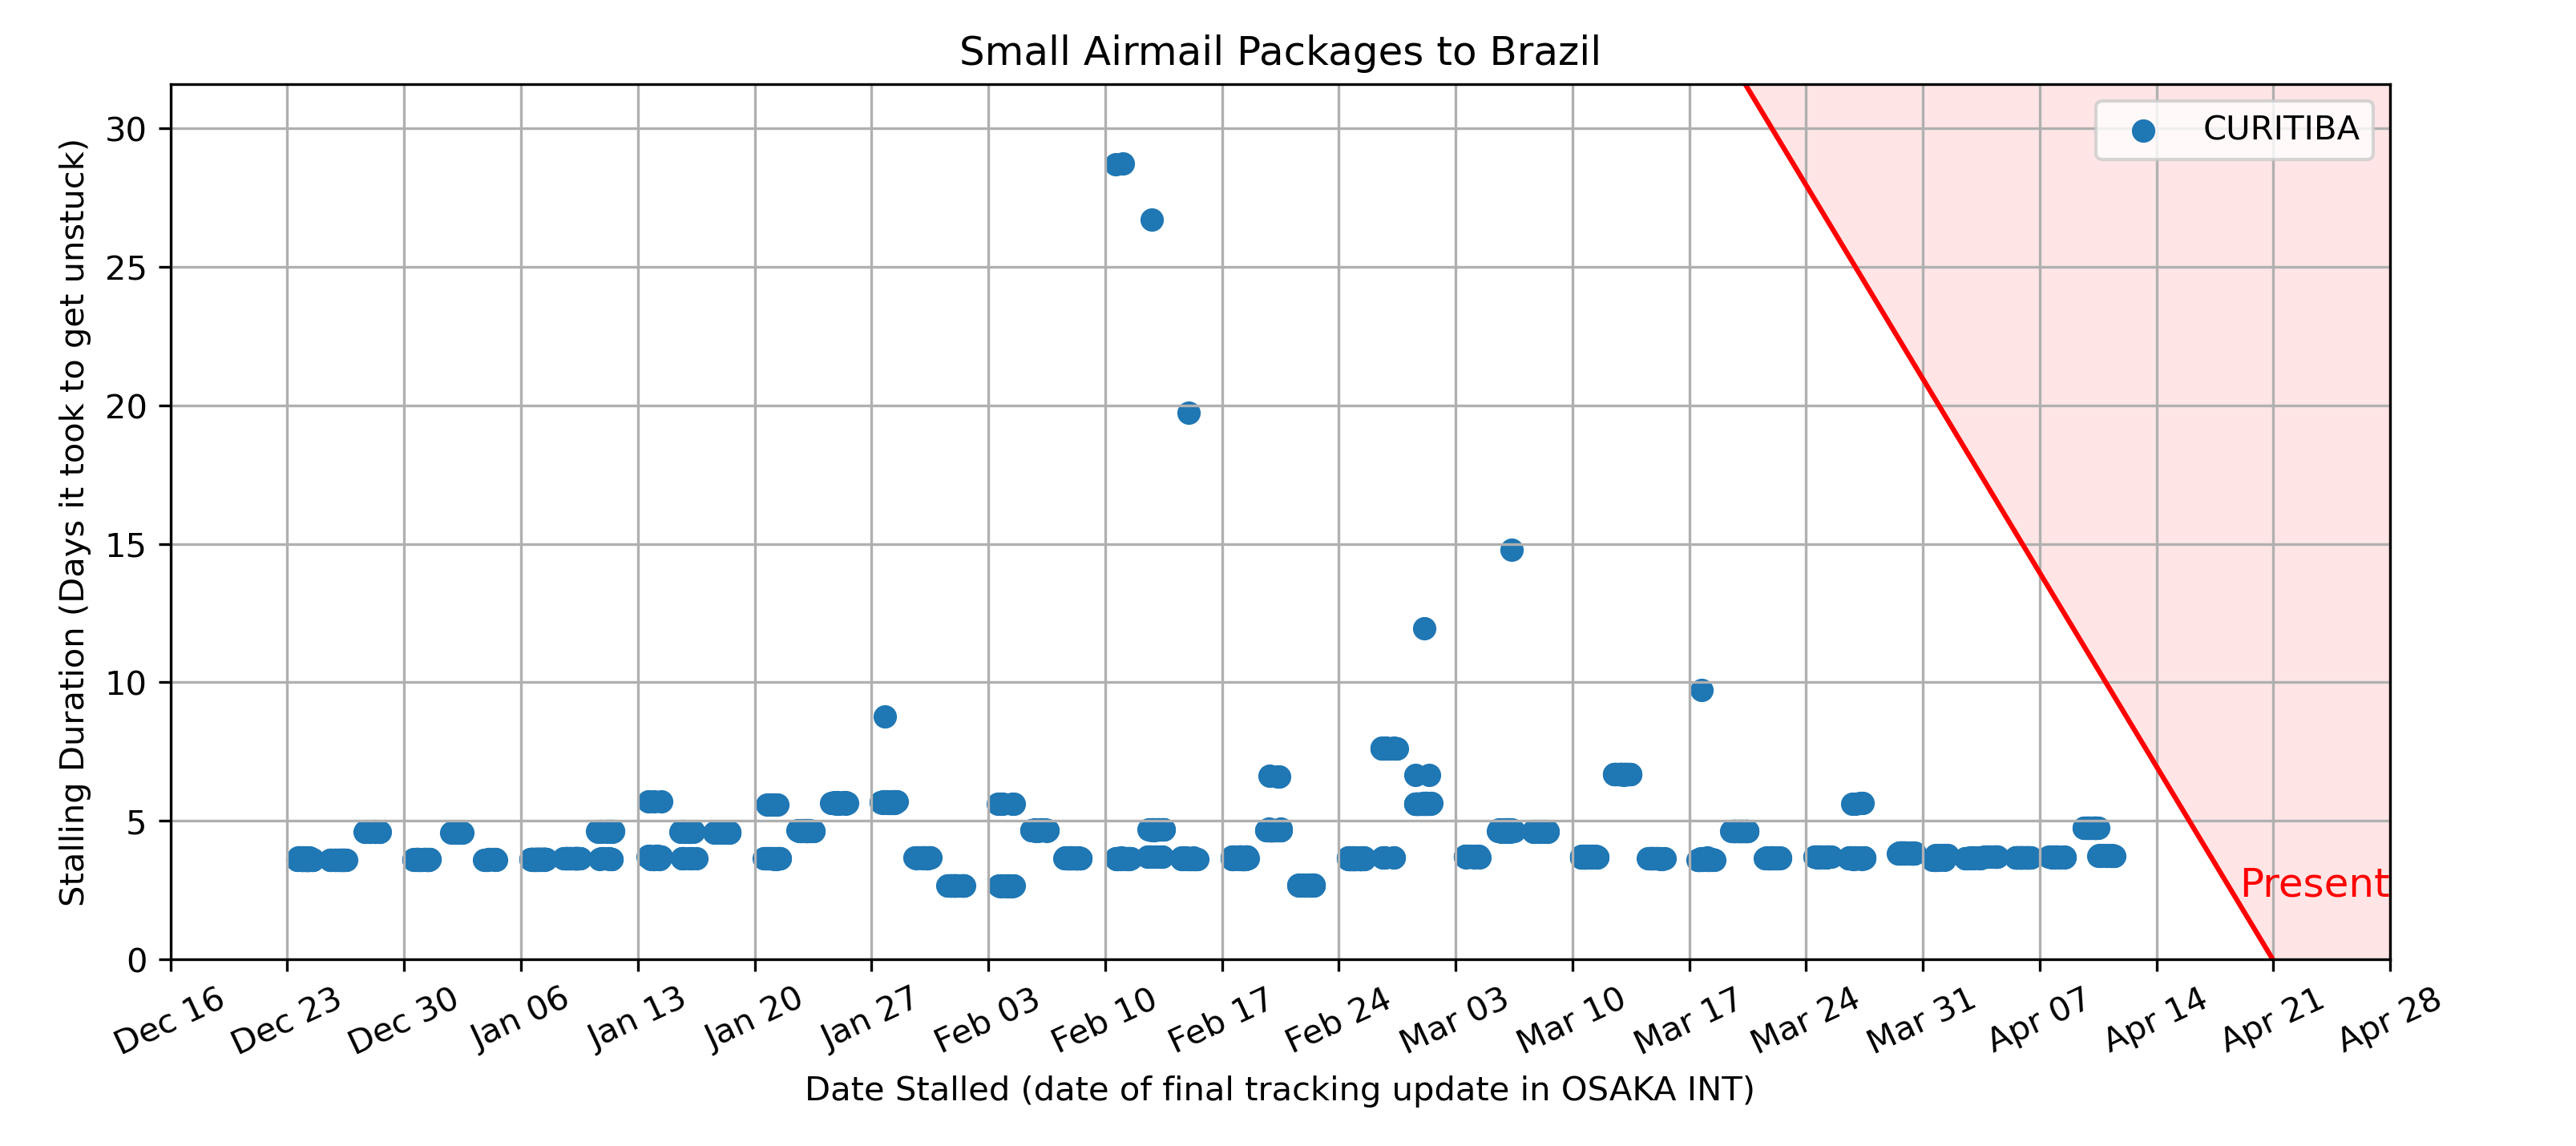 Small Airmail Packages to Brazil
CURITIBA
Stalling Duration (Days it took to get unstuck)
30
25
20
15
10
5
0
Present
Dec 16
Dec 23
Dec 30
Jan 06
Jan 13
Jan 20
Jan 27
Feb 03
Feb 10
Feb 17
Feb 24
Mar 03
Mar 10
Mar 17
Mar 24
Mar 31
Apr 07
Apr 14
Apr 21
Apr 28
Date Stalled (date of final tracking update in OSAKA INT)